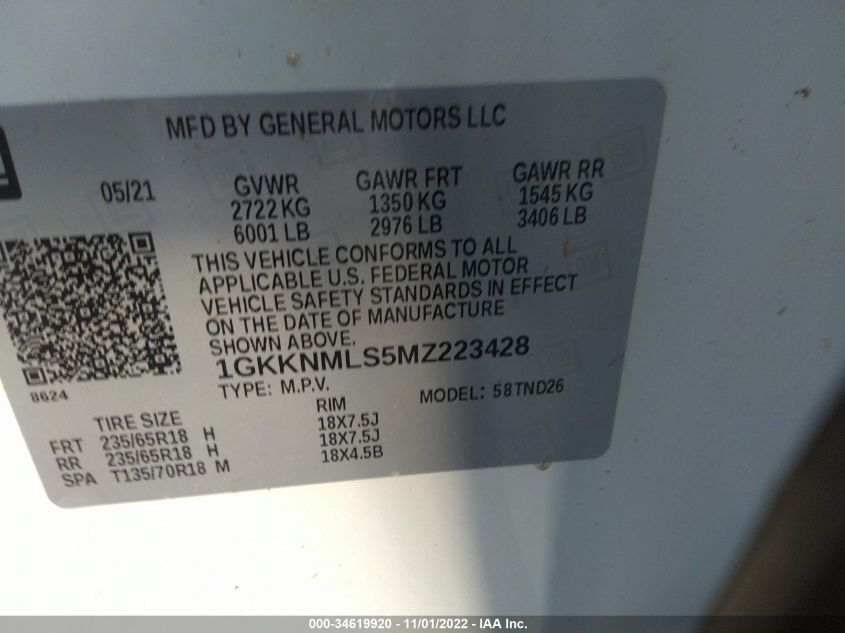 MFD BY GENERAL MOTORS LLC
05/21 GVWR GAWR FRT GAWR RR
2722 KG 1350 KG 1545 KG
6001 LB 2976 LB 3406 LB
THIS VEHICLE CONFORMS TO ALL
APPLICABLE U.S. FEDERAL MOTOR
VEHICLE SAFETY STANDARDS IN EFFECT
ON THE DATE OF MANUFACTURE
SHOWN ABOVE.
1GKKNMLS5MZ223428
TYPE: M.P.V. MODEL: 58TND26
8624
TIRE SIZE RIM
FRT 235/65R18 H 18X7.5J
RR 235/65R18 H 18X7.5J
SPA T135/70R18 M 18X4.5B
000-34619920 - 11/01/2022 - IAA Inc.